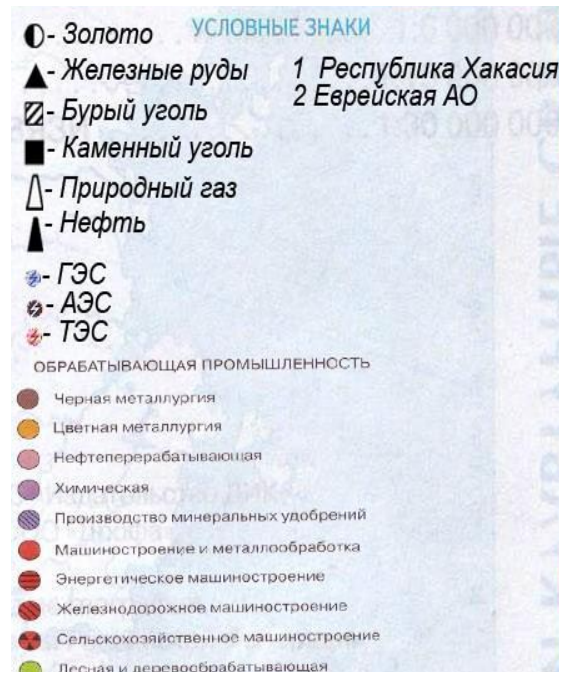 УСЛОВНЫЕ ЗНАКИ
- Золото
- Железные руды
- Бурый уголь
- Каменный уголь
- Природный газ
- Нефть
- ГЭС
- АЭС
- ТЭС
1 Республика Хакасия
2 Еврейская АО
ОБРАБАТЫВАЮЩАЯ ПРОМЫШЛЕННОСТЬ
Черная металлургия
Цветная металлургия
Нефтеперерабатывающая
Химическая
Производство минеральных удобрений
Машиностроение и металлообработка
Энергетическое машиностроение
Железнодорожное машиностроение
Сельскохозяйственное машиностроение
Лесная и деревообрабатывающая